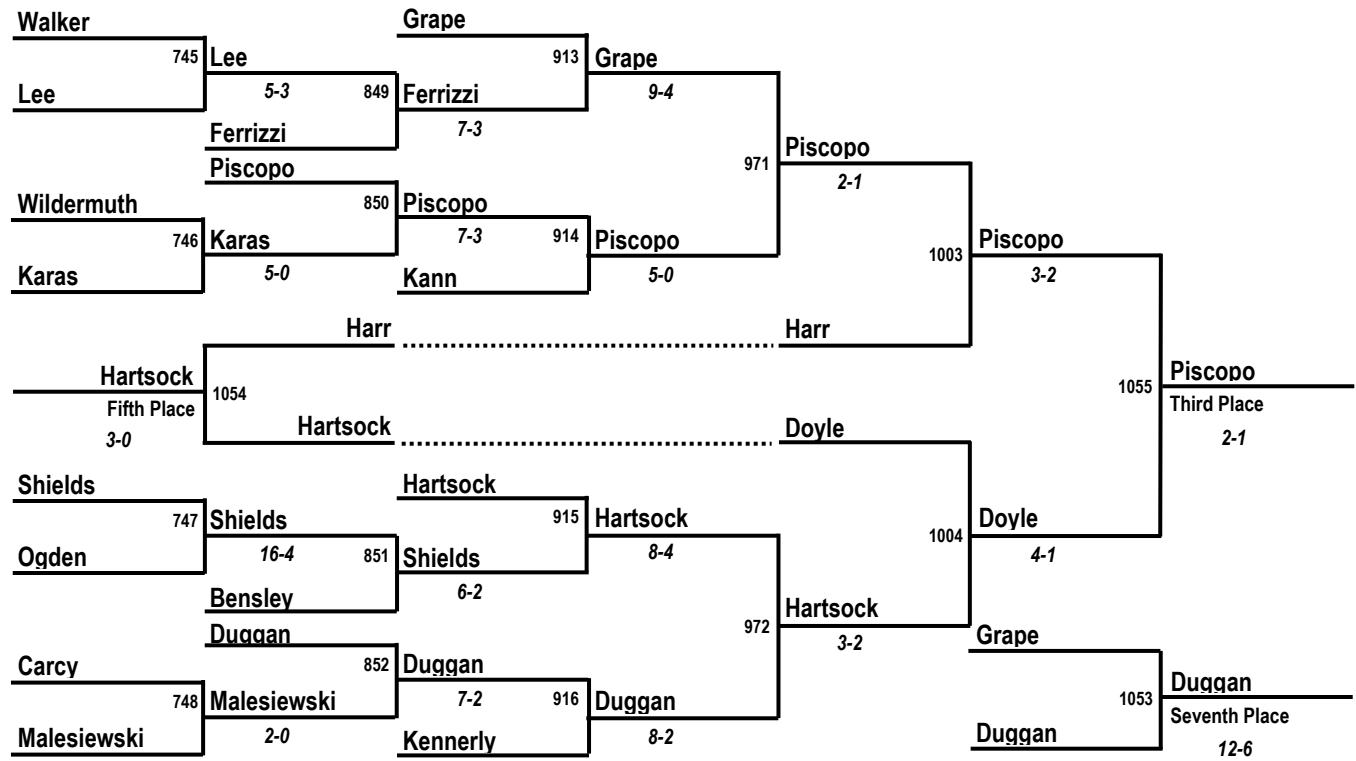 Walker
Grape
745 Lee
913 Grape
Lee
5-3
849 Ferrizzi
9-4
Ferrizzi
7-3
Piscopo
971 Piscopo
2-1
Wildermuth
850 Piscopo
746 Karas
7-3
914 Piscopo
1003 Piscopo
Karas
5-0
Kann
5-0
3-2
Harr
Harr
Hartsock
1054
1055 Piscopo
Fifth Place
Third Place
3-0
Hartsock
Doyle
2-1
Shields
Hartsock
747 Shields
915 Hartsock
1004 Doyle
Ogden
16-4
851 Shields
8-4
4-1
Bensley
6-2
972 Hartsock
Duggan
3-2
Grape
Carcy
852 Duggan
748 Malesiewski
7-2
916 Duggan
1053 Duggan
Seventh Place
Malesiewski
2-0
Kennerly
8-2
Duggan
12-6